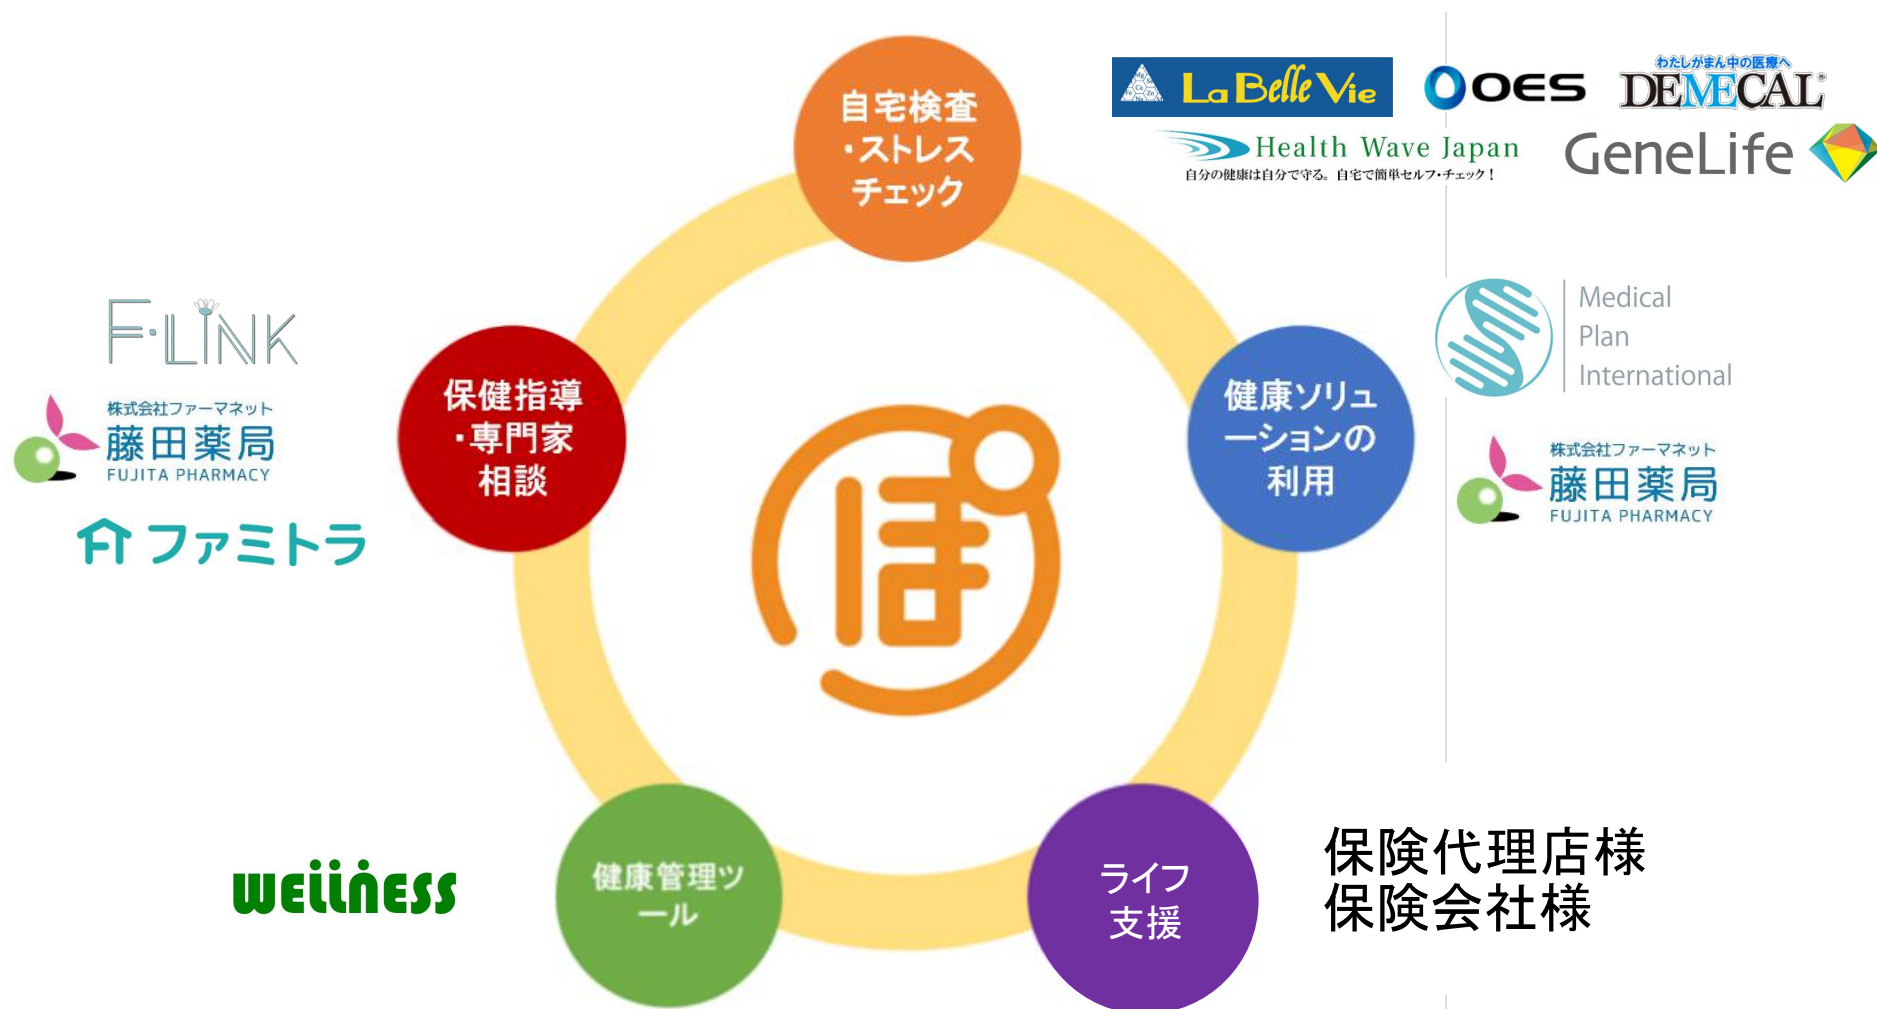 自宅検査
・ストレス
チェック
La Belle Vie
OES
わたしがまん中の医療へ
DEMECAL®
Health Wave Japan
自分の健康は自分で守る。自宅で簡単セルフ・チェック！
GeneLife
F・LINK
株式会社ファーマネット
藤田薬局
FUJITA PHARMACY
ファミトラ
保健指導
・専門家
相談
ぽ
健康ソリュ
ーションの
利用
Medical
Plan
International
株式会社ファーマネット
藤田薬局
FUJITA PHARMACY
wellness
健康管理ツ
ール
ライフ
支援
保険代理店様
保険会社様